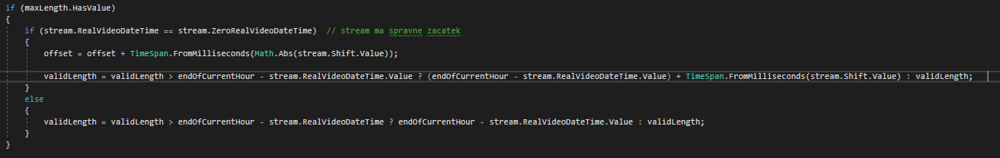 if (maxLength.HasValue)
{
if (stream.RealVideoDateTime == stream.ZeroRealVideoDateTime)  // stream ma spravne zacatek
{
offset = offset + TimeSpan.FromMilliseconds(Math.Abs(stream.Shift.Value));
validLength = validLength > endOfCurrentHour - stream.RealVideoDateTime.Value ? (endOfCurrentHour - stream.RealVideoDateTime.Value) + TimeSpan.FromMilliseconds(stream.Shift.Value) : validLength;
}
else
{
validLength = validLength > endOfCurrentHour - stream.RealVideoDateTime ? endOfCurrentHour - stream.RealVideoDateTime.Value : validLength;
}
}